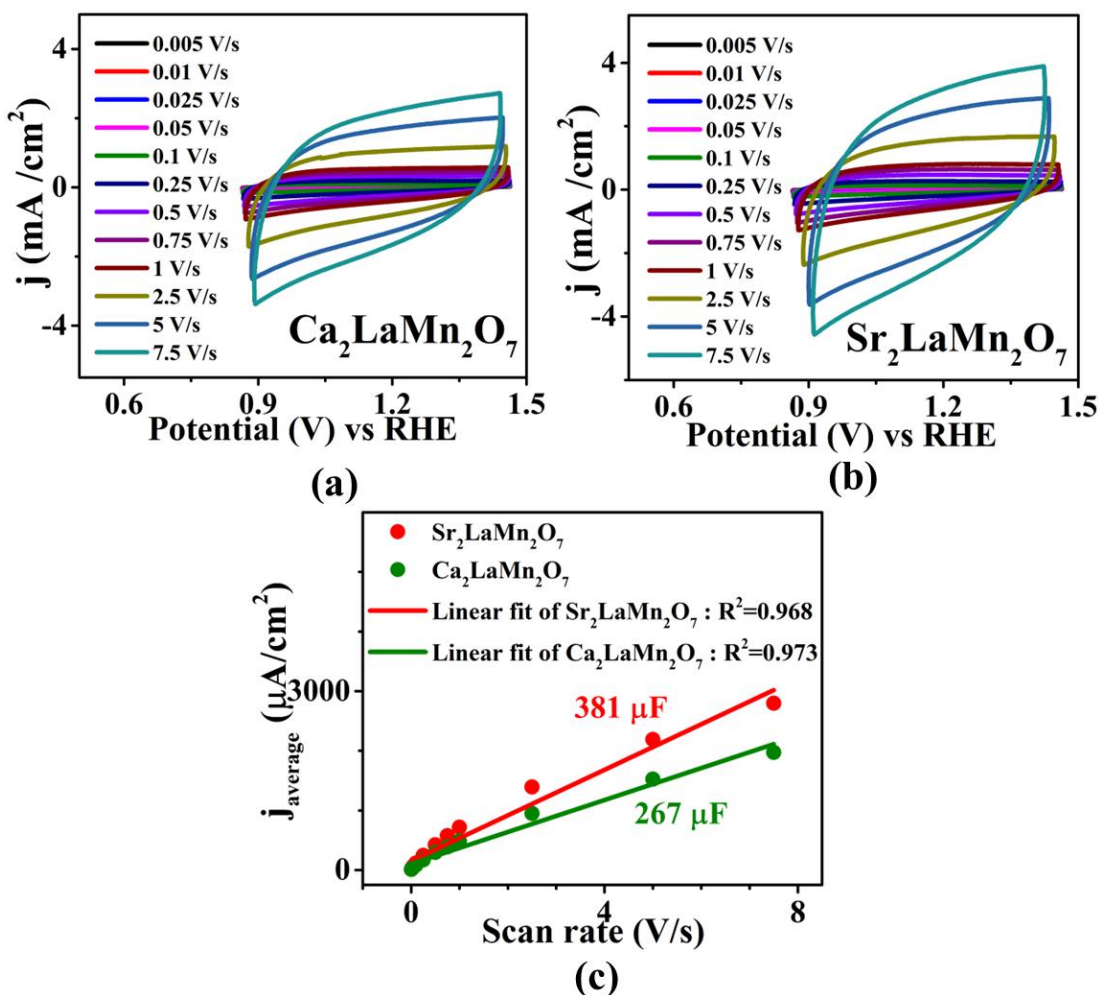 (a)
4
0
-4
j (mA /cm²)
0.005 V/s
0.01 V/s
0.025 V/s
0.05 V/s
0.1 V/s
0.25 V/s
0.5 V/s
0.75 V/s
1 V/s
2.5 V/s
5 V/s
7.5 V/s
Ca₂LaMn₂O₇
0.6 0.9 1.2 1.5
Potential (V) vs RHE
(a)
(b)
4
0
-4
j (mA /cm²)
0.005 V/s
0.01 V/s
0.025 V/s
0.05 V/s
0.1 V/s
0.25 V/s
0.5 V/s
0.75 V/s
1 V/s
2.5 V/s
5 V/s
7.5 V/s
Sr₂LaMn₂O₇
0.6 0.9 1.2 1.5
Potential (V) vs RHE
(b)
Sr₂LaMn₂O₇
Ca₂LaMn₂O₇
Linear fit of Sr₂LaMn₂O₇ : R²=0.968
Linear fit of Ca₂LaMn₂O₇ : R²=0.973
3000
0
j_average (μA/cm²)
381 μF
267 μF
0 4 8
Scan rate (V/s)
(c)